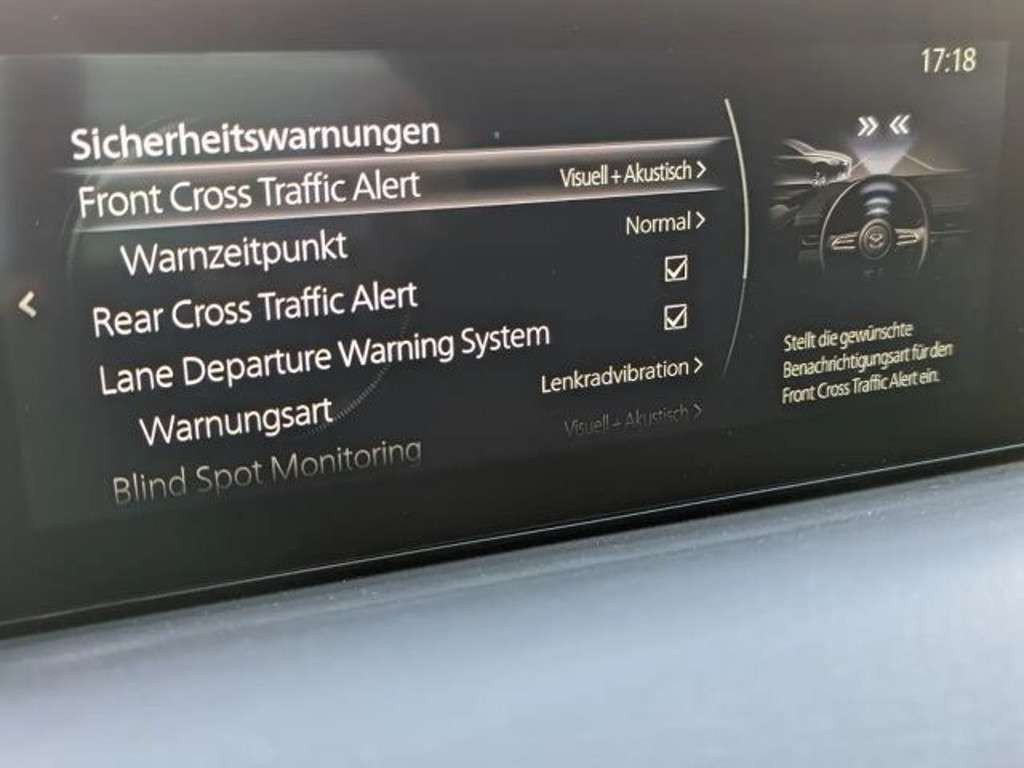 17:18
Sicherheitswarnungen
Front Cross Traffic Alert Visuell + Akustisch >
Warnzeitpunkt Normal >
Rear Cross Traffic Alert
Lane Departure Warning System
Warnungsart Lenkradvibration >
Blind Spot Monitoring Visuell + Akustisch >
Stellt die gewünschte
Benachrichtigungsart für den
Front Cross Traffic Alert ein.